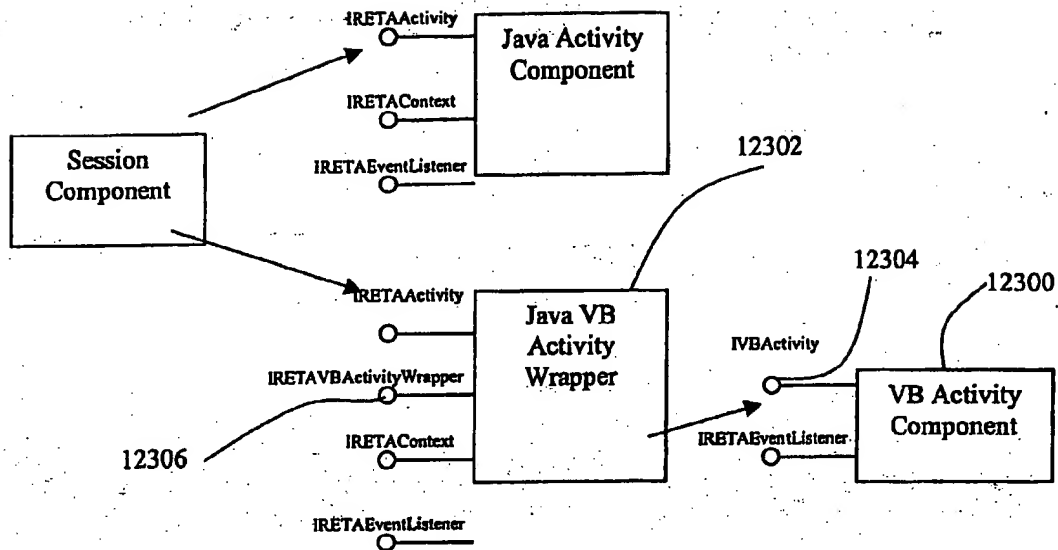 IRETAActivity
Java Activity
Component
IRETAContext
IRETAEventListener
Session
Component
12302
IRETAActivity
Java VB
Activity
Wrapper
12304
12300
IVBActivity
IRETAVBActivityWrapper
VB Activity
Component
IRETAContext
IRETAEventListener
12306
IRETAEventListener